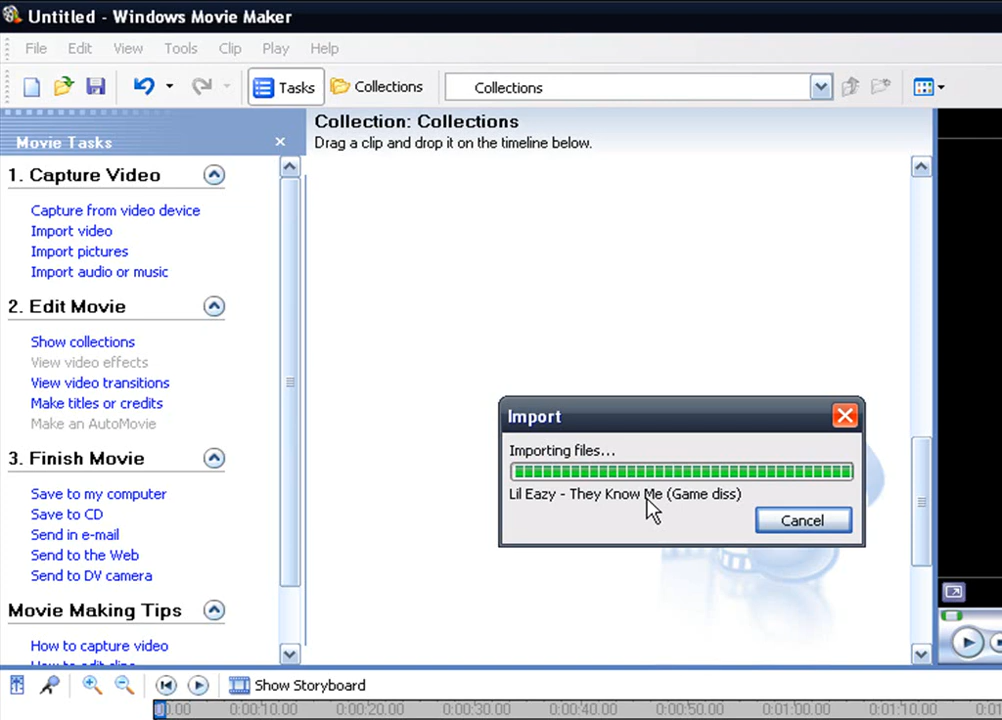 Untitled - Windows Movie Maker
File Edit View Tools Clip Play Help
Tasks Collections Collections
Movie Tasks
Collection: Collections
Drag a clip and drop it on the timeline below.
1. Capture Video
Capture from video device
Import video
Import pictures
Import audio or music
2. Edit Movie
Show collections
View video effects
View video transitions
Make titles or credits
Make an AutoMovie
3. Finish Movie
Save to my computer
Save to CD
Send in e-mail
Send to the Web
Send to DV camera
Movie Making Tips
How to capture video
How to edit clips
Import
Importing files...
Lil Eazy - They Know Me (Game diss)
Cancel
Show Storyboard
0.00 0:00:10.00 0:00:20.00 0:00:30.00 0:00:40.00 0:00:50.00 0:01:00.00 0:01:10.00